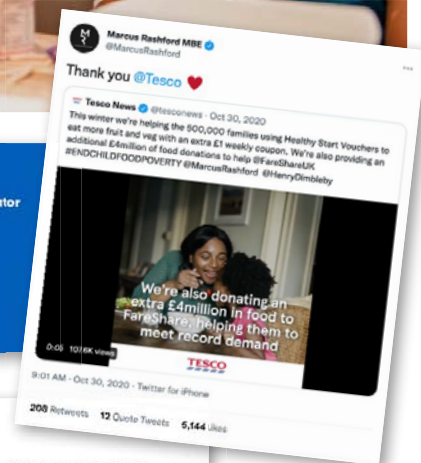 Marcus Rashford MBE
@MarcusRashford
Thank you @Tesco ❤
Tesco News @tesconews · Oct 30, 2020
This winter we're helping the 500,000 families using Healthy Start Vouchers to
eat more fruit and veg with an extra £1 weekly coupon. We're also providing an
additional £4million of food donations to help @FareShareUK
#ENDCHILDFOODPOVERTY @MarcusRashford @HenryDimbleby
We're also donating an
extra £4million in food to
FareShare, helping them to
meet record demand
TESCO
0:05 107.6K views
9:01 AM · Oct 30, 2020 · Twitter for iPhone
208 Retweets 12 Quote Tweets 5,144 Likes